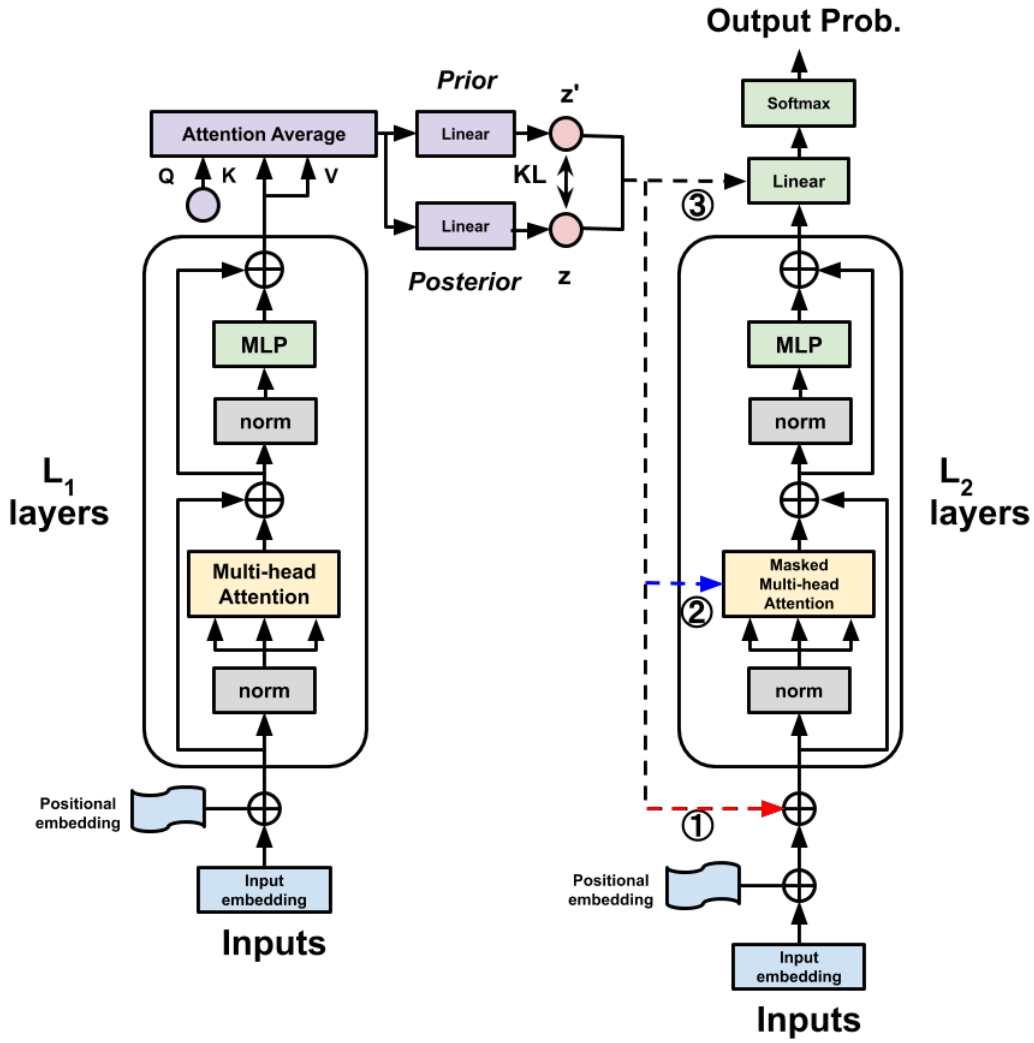 Output Prob.
Softmax
Linear
③
Prior
z'
Attention Average
Linear
Q
K
V
KL
Linear
Posterior
z
MLP
norm
L₁
layers
Multi-head
Attention
norm
Positional
embedding
Input
embedding
Inputs
MLP
norm
L₂
layers
Masked
Multi-head
Attention
②
norm
①
Positional
embedding
Input
embedding
Inputs